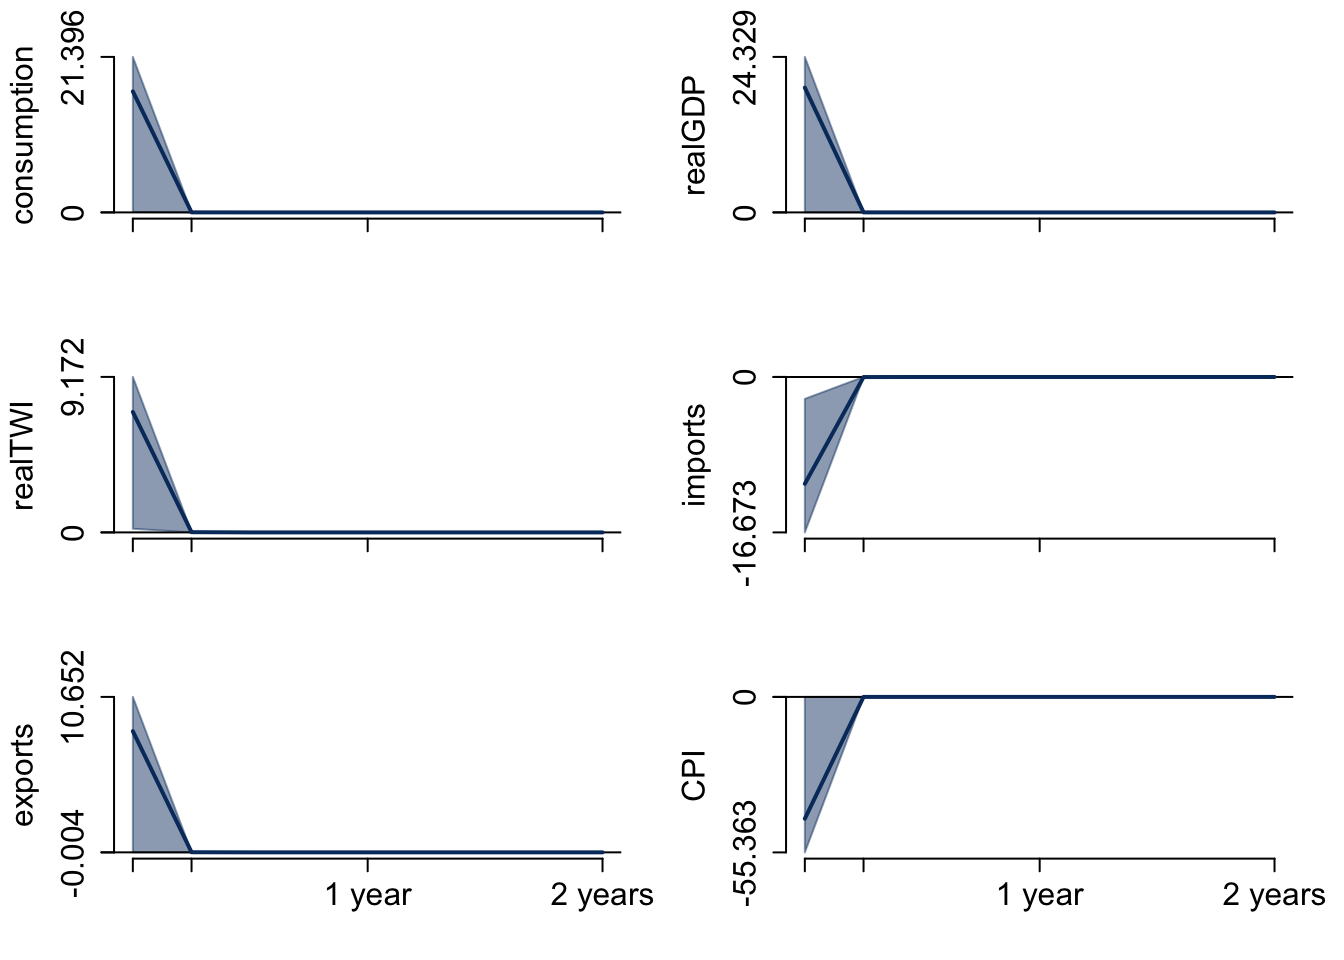 consumption
21.396
0
realGDP
24.329
0
realTWI
9.172
0
imports
0
-16.673
exports
10.652
-0.004
1 year
2 years
CPI
0
-55.363
1 year
2 years